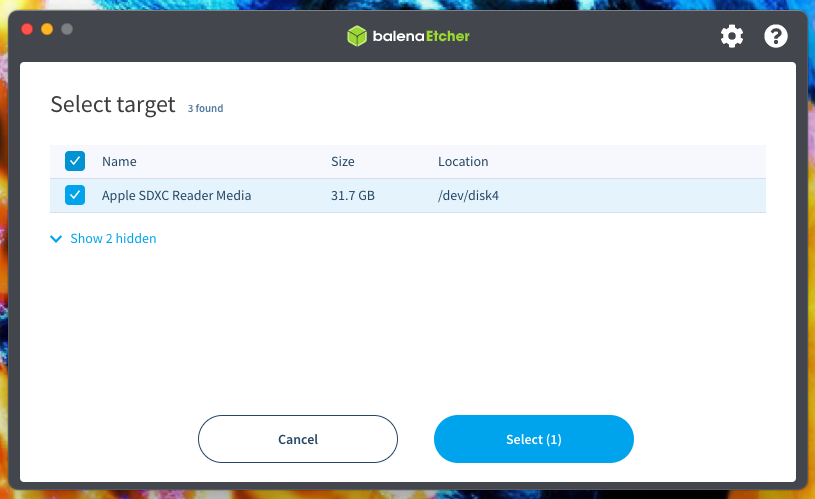 balenaEtcher
Select target 3 found
Name Size Location
Apple SDXC Reader Media 31.7 GB /dev/disk4
Show 2 hidden
Cancel Select (1)